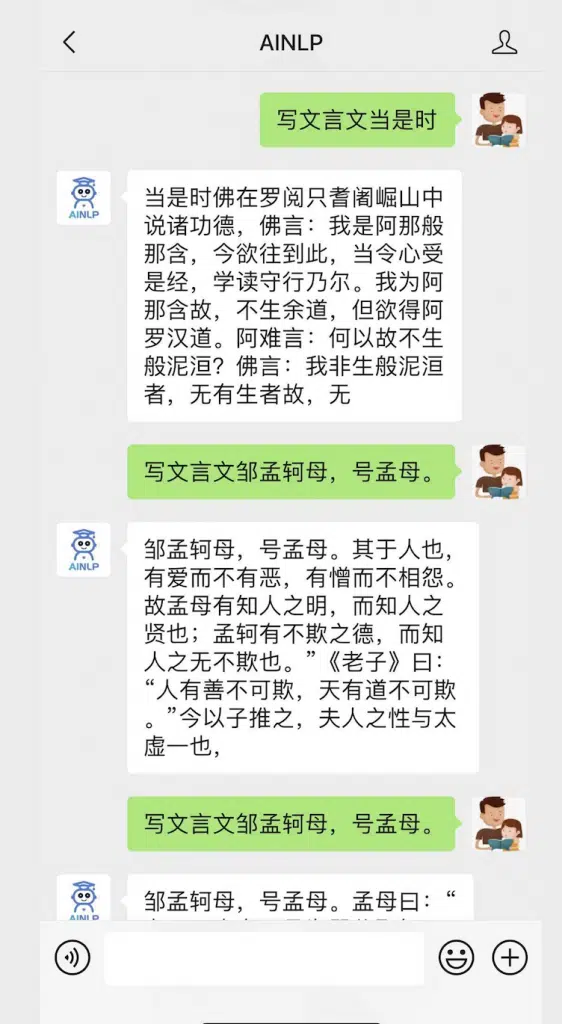 AINLP
写文言文当是时
当是时佛在罗阅只耆阇崛山中
说诸功德，佛言：我是阿那般
那含，今欲往到此，当令心受
是经，学读守行乃尔。我为阿
那含故，不生余道，但欲得阿
罗汉道。阿难言：何以故不生
般泥洹？佛言：我非生般泥洹
者，无有生者故，无
AINLP
写文言文邹孟轲母，号孟母。
邹孟轲母，号孟母。其于人也，
有爱而不有恶，有憎而不相怨。
故孟母有知人之明，而知人之
贤也；孟轲有不欺之德，而知
人之无不欺也。”《老子》曰：
“人有善不可欺，天有道不可欺
。”今以子推之，夫人之性与太
虚一也，
AINLP
写文言文邹孟轲母，号孟母。
邹孟轲母，号孟母。孟母曰：“
AINLP